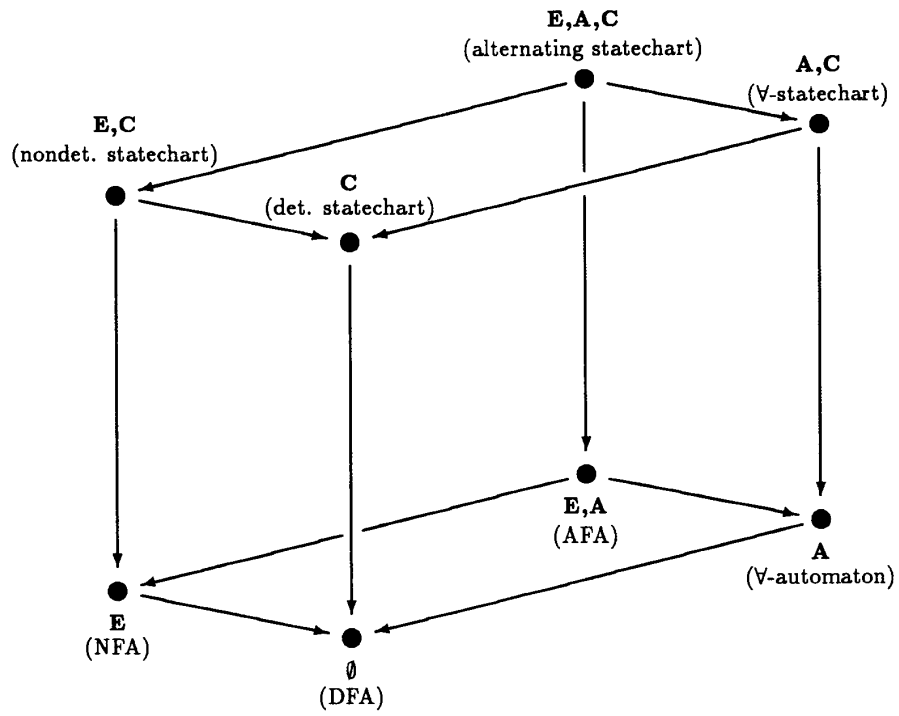 E,A,C
(alternating statechart)
A,C
(∀-statechart)
E,C
(nondet. statechart)
C
(det. statechart)
E,A
(AFA)
A
(∀-automaton)
E
(NFA)
∅
(DFA)